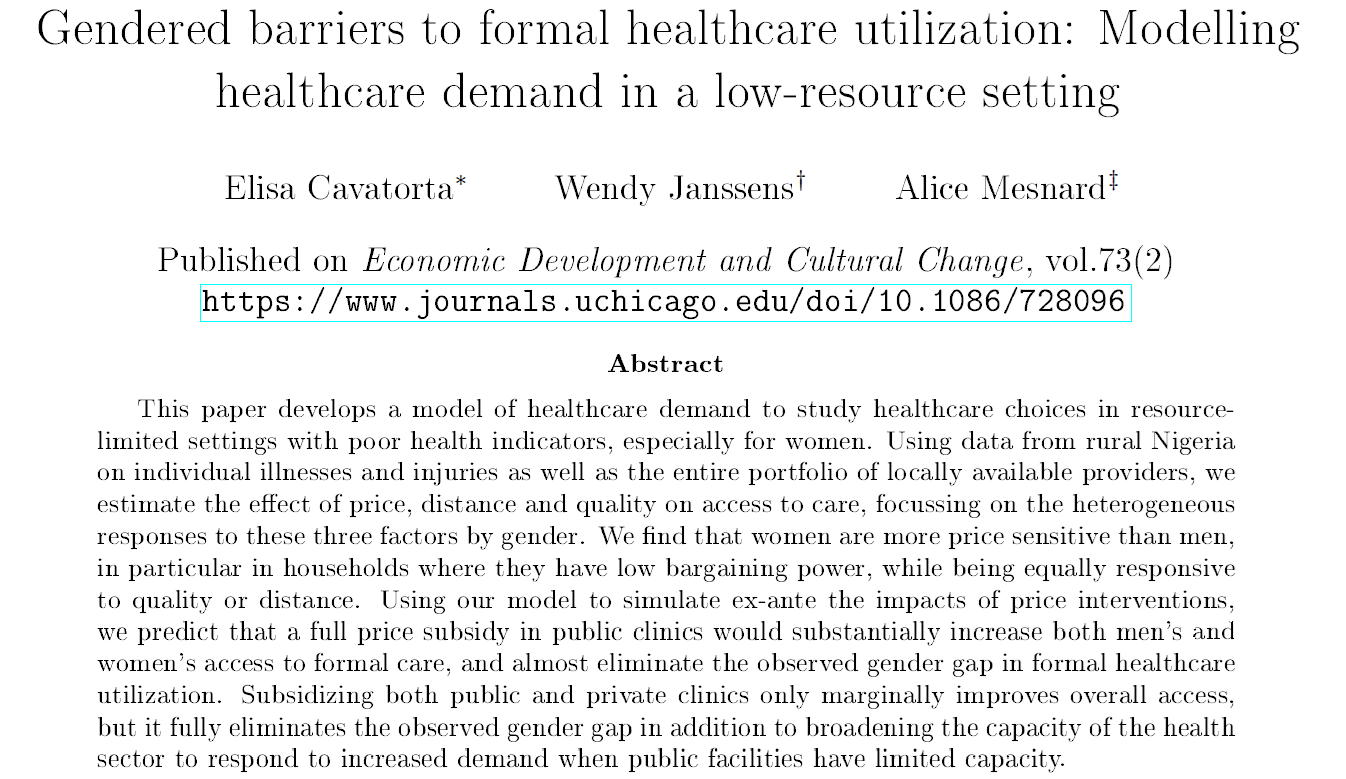 Gendered barriers to formal healthcare utilization: Modelling
healthcare demand in a low-resource setting
Elisa Cavatorta* Wendy Janssens† Alice Mesnard‡
Published on Economic Development and Cultural Change, vol.73(2)
https://www.journals.uchicago.edu/doi/10.1086/728096
Abstract
This paper develops a model of healthcare demand to study healthcare choices in resource-
limited settings with poor health indicators, especially for women. Using data from rural Nigeria
on individual illnesses and injuries as well as the entire portfolio of locally available providers, we
estimate the effect of price, distance and quality on access to care, focussing on the heterogeneous
responses to these three factors by gender. We find that women are more price sensitive than men,
in particular in households where they have low bargaining power, while being equally responsive
to quality or distance. Using our model to simulate ex-ante the impacts of price interventions,
we predict that a full price subsidy in public clinics would substantially increase both men's and
women's access to formal care, and almost eliminate the observed gender gap in formal healthcare
utilization. Subsidizing both public and private clinics only marginally improves overall access,
but it fully eliminates the observed gender gap in addition to broadening the capacity of the health
sector to respond to increased demand when public facilities have limited capacity.